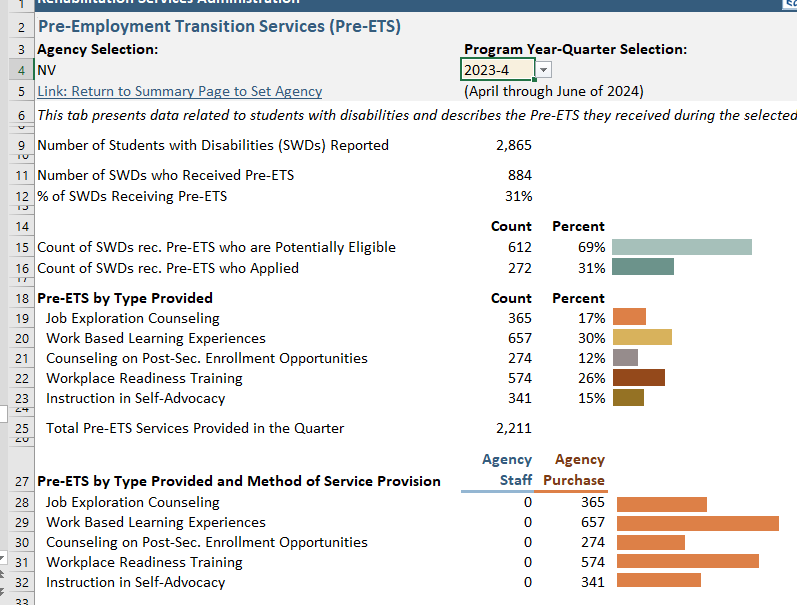 1 Rehabilitation Services Administration
2 Pre-Employment Transition Services (Pre-ETS)
3 Agency Selection: Program Year-Quarter Selection:
4 NV 2023-4
5 Link: Return to Summary Page to Set Agency (April through June of 2024)
6 This tab presents data related to students with disabilities and describes the Pre-ETS they received during the selected
9 Number of Students with Disabilities (SWDs) Reported 2,865
11 Number of SWDs who Received Pre-ETS 884
12 % of SWDs Receiving Pre-ETS 31%
14 Count Percent
15 Count of SWDs rec. Pre-ETS who are Potentially Eligible 612 69%
16 Count of SWDs rec. Pre-ETS who Applied 272 31%
18 Pre-ETS by Type Provided Count Percent
19 Job Exploration Counseling 365 17%
20 Work Based Learning Experiences 657 30%
21 Counseling on Post-Sec. Enrollment Opportunities 274 12%
22 Workplace Readiness Training 574 26%
23 Instruction in Self-Advocacy 341 15%
25 Total Pre-ETS Services Provided in the Quarter 2,211
Agency Agency
27 Pre-ETS by Type Provided and Method of Service Provision Staff Purchase
28 Job Exploration Counseling 0 365
29 Work Based Learning Experiences 0 657
30 Counseling on Post-Sec. Enrollment Opportunities 0 274
31 Workplace Readiness Training 0 574
32 Instruction in Self-Advocacy 0 341
33